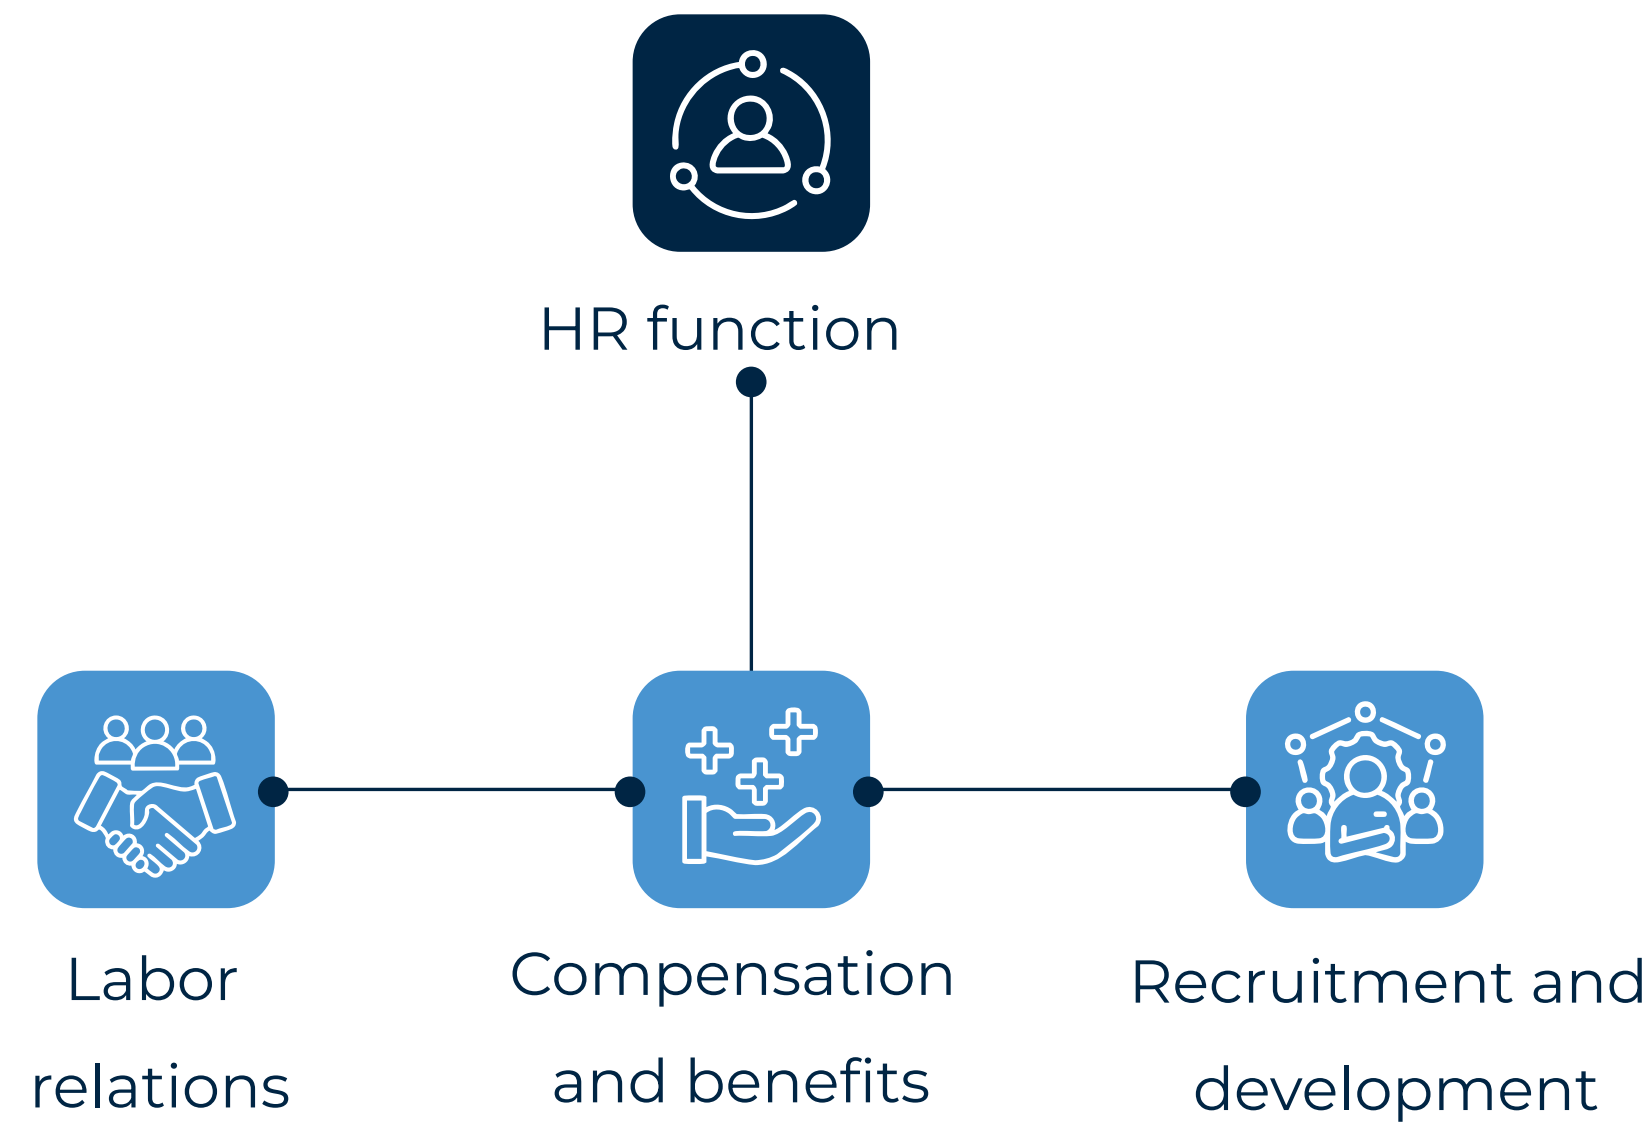 HR function
Labor
relations
Compensation
and benefits
Recruitment and
development